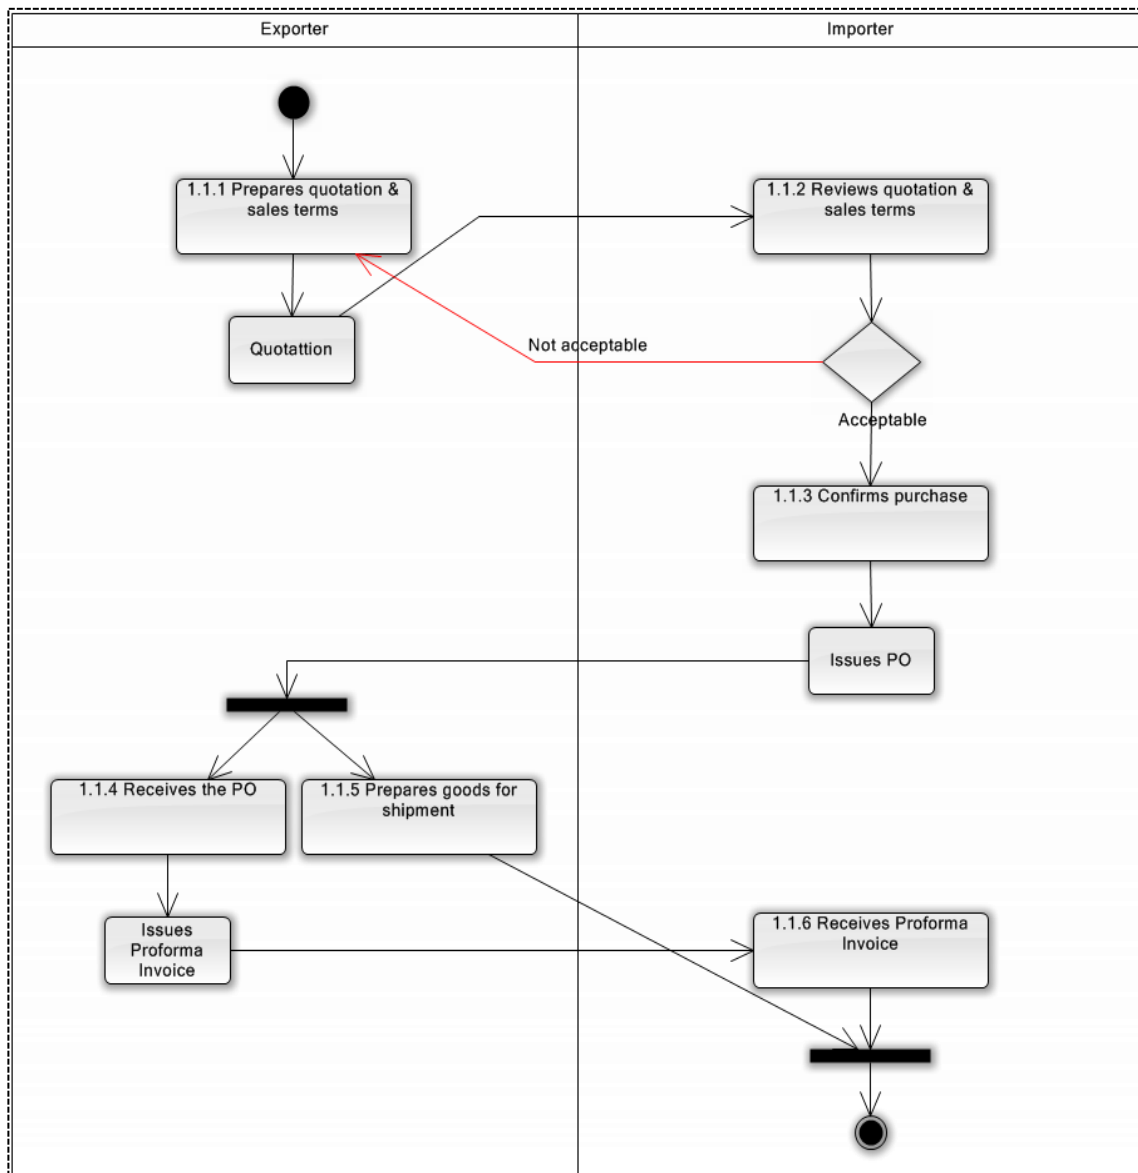 Exporter
Importer
1.1.1 Prepares quotation &
sales terms
1.1.2 Reviews quotation &
sales terms
Quotattion
Not acceptable
Acceptable
1.1.3 Confirms purchase
Issues PO
1.1.4 Receives the PO
1.1.5 Prepares goods for
shipment
Issues
Proforma
Invoice
1.1.6 Receives Proforma
Invoice